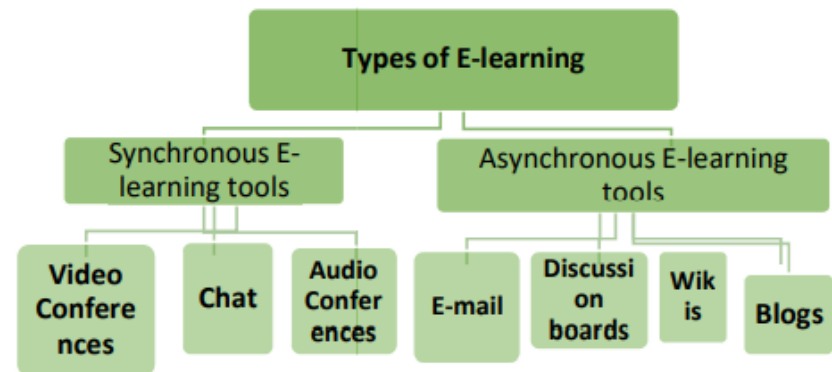 Types of E-learning
Synchronous E-
learning tools
Asynchronous E-learning
tools
Video
Confere
nces
Chat
Audio
Confer
ences
E-mail
Discussi
on
boards
Wik
is
Blogs